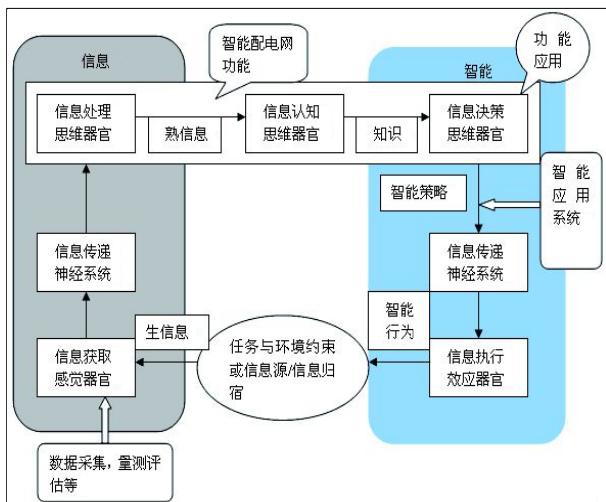 信息
智能配电网
功能
智能
功 能
应用
信息处理
思维器官
熟信息
信息认知
思维器官
知识
信息决策
思维器官
智能策略
智 能
应 用
系统
信息传递
神经系统
信息传递
神经系统
生信息
智能
行为
信息获取
感觉器官
任务与环境约束
或信息源/信息归
宿
信息执行
效应器官
数据采集，量测评
估等